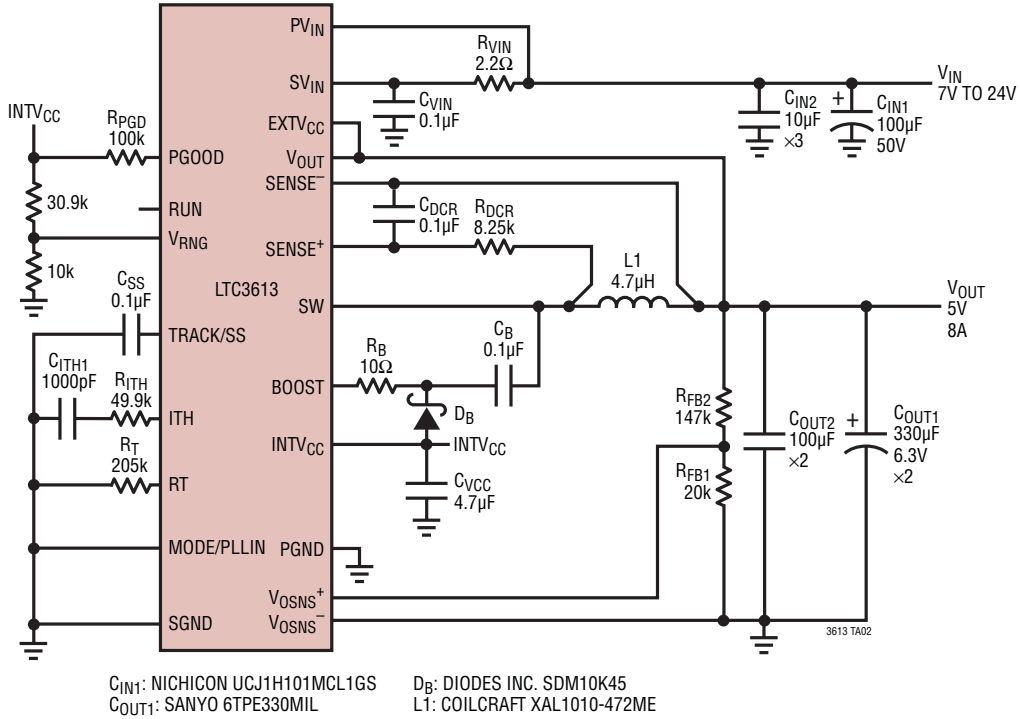 PVIN
RVIN
2.2Ω
SVIN
VIN
7V TO 24V
CVIN
0.1µF
CIN2
10µF
×3
+
CIN1
100µF
50V
INTVCC
RPGD
100k
EXTVCC
PGOOD
VOUT
SENSE–
30.9k
RUN
CDCR
0.1µF
RDCR
8.25k
VRNG
SENSE+
10k
LTC3613
L1
4.7µH
CSS
0.1µF
SW
VOUT
5V
8A
TRACK/SS
CITH1
1000pF
RITH
49.9k
RB
10Ω
CB
0.1µF
BOOST
DB
RFB2
147k
ITH
COUT2
100µF
×2
+
COUT1
330µF
6.3V
×2
INTVCC
INTVCC
RT
205k
RT
CVCC
4.7µF
RFB1
20k
MODE/PLLIN
PGND
VOSNS+
SGND
VOSNS–
3613 TA02
CIN1: NICHICON UCJ1H101MCL1GS
COUT1: SANYO 6TPE330MIL
DB: DIODES INC. SDM10K45
L1: COILCRAFT XAL1010-472ME